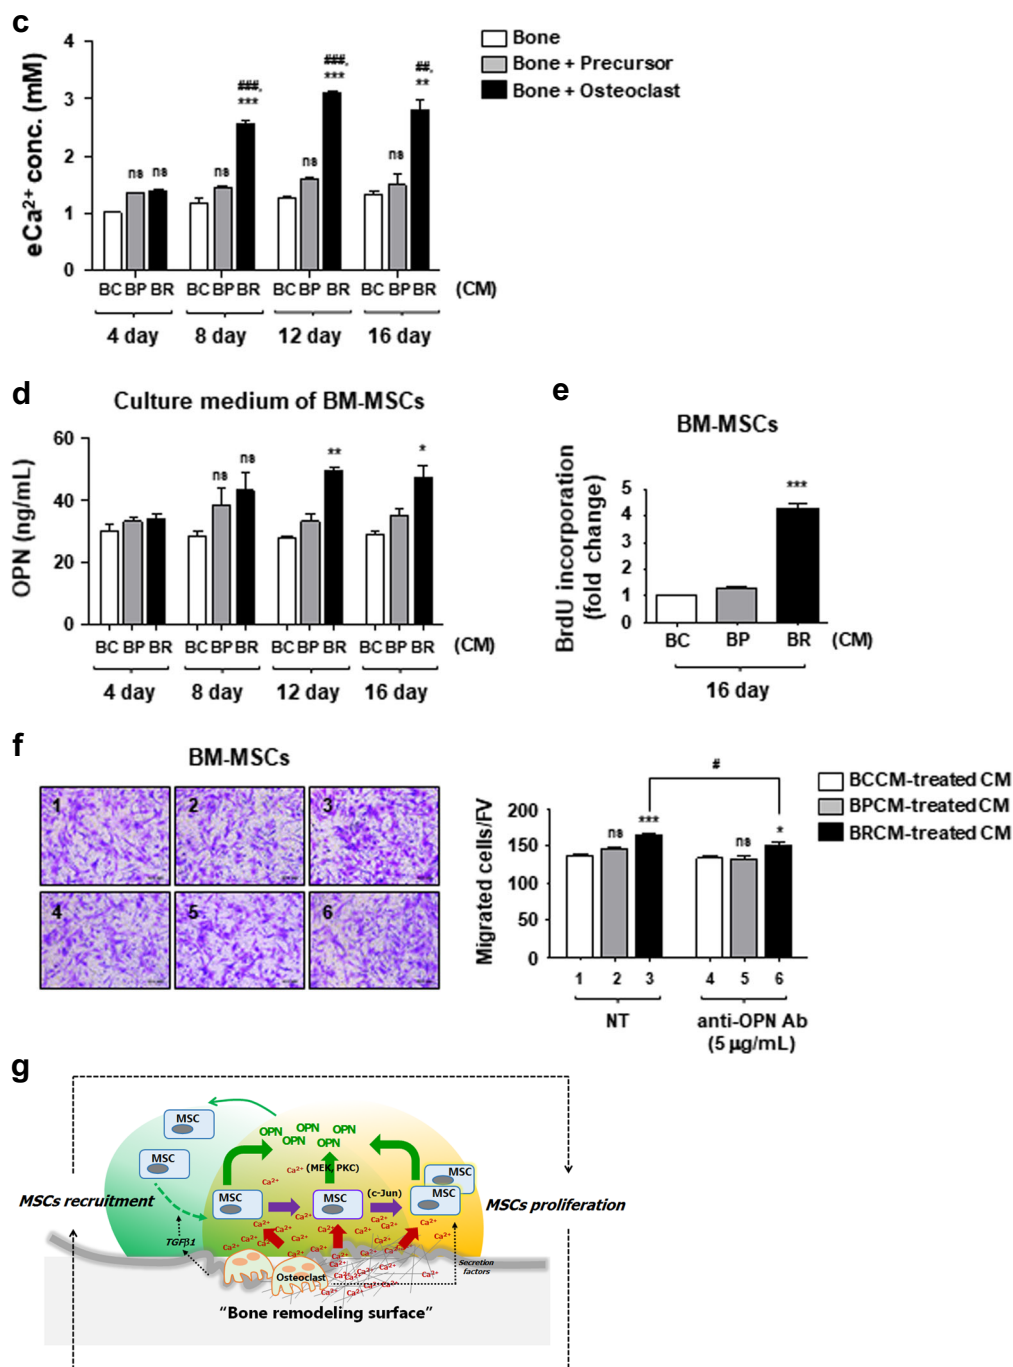 c
eCa²⁺ conc. (mM)
4
3
2
1
0
ns ns
ns ###, ***
ns ###, ***
ns ##, **
BC BP BR BC BP BR BC BP BR BC BP BR (CM)
4 day 8 day 12 day 16 day
Bone
Bone + Precursor
Bone + Osteoclast
d
Culture medium of BM-MSCs
OPN (ng/mL)
60
40
20
0
ns ns ** *
BC BP BR BC BP BR BC BP BR BC BP BR (CM)
4 day 8 day 12 day 16 day
e
BM-MSCs
BrdU incorporation
(fold change)
5
4
3
2
1
0
***
BC BP BR (CM)
16 day
f
BM-MSCs
1 2 3
4 5 6
Migrated cells/FV
200
150
100
50
0
#
ns *** ns *
1 2 3 4 5 6
NT anti-OPN Ab
(5 µg/mL)
BCCM-treated CM
BPCM-treated CM
BRCM-treated CM
g
MSC
MSC
OPN OPN OPN
OPN OPN
Ca²⁺ Ca²⁺ (MEK, PKC)
Ca²⁺
MSC
MSC MSC (c-Jun) MSC
MSCs recruitment
MSCs proliferation
TGFβ1
Ca²⁺
Osteoclast
Secretion
factors
"Bone remodeling surface"